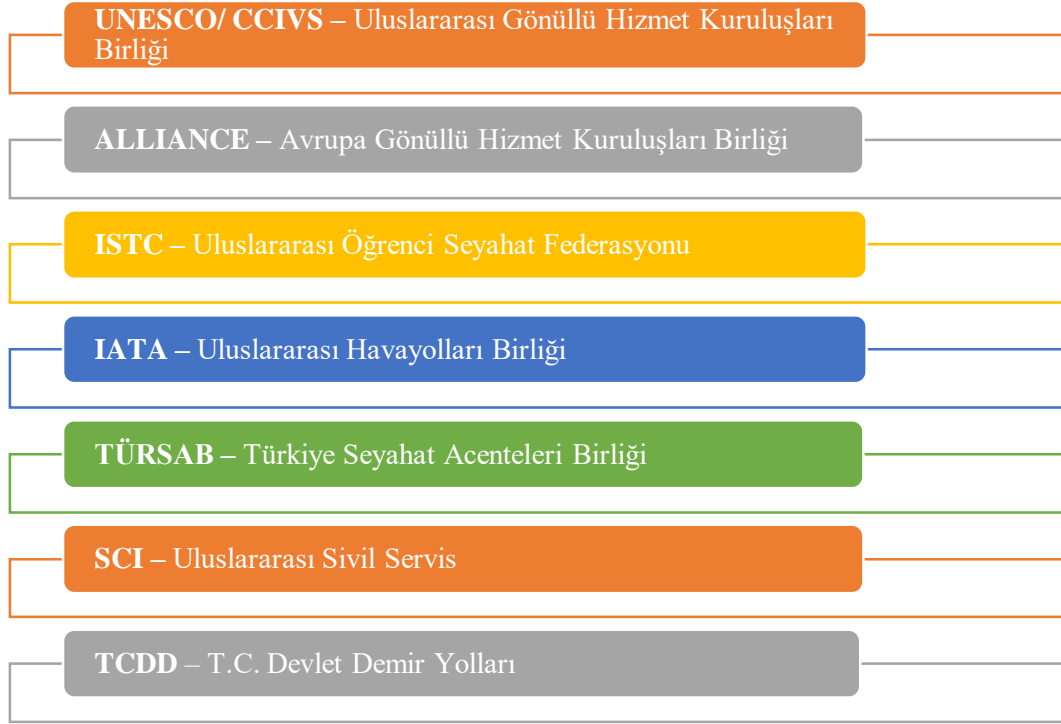 UNESCO/ CCIVS – Uluslararası Gönüllü Hizmet Kuruluşları
Birliği
ALLIANCE – Avrupa Gönüllü Hizmet Kuruluşları Birliği
ISTC – Uluslararası Öğrenci Seyahat Federasyonu
IATA – Uluslararası Havayolları Birliği
TÜRSAB – Türkiye Seyahat Acenteleri Birliği
SCI – Uluslararası Sivil Servis
TCDD – T.C. Devlet Demir Yolları